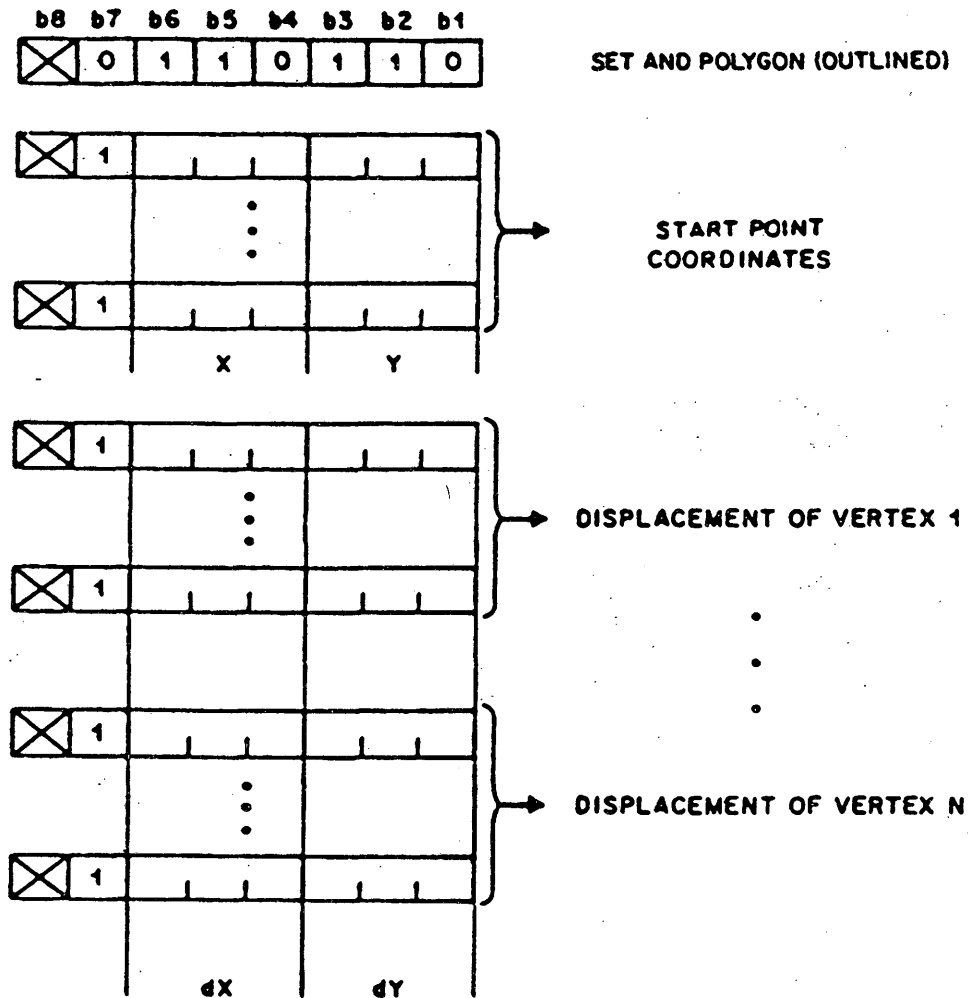 b8 b7 b6 b5 b4 b3 b2 b1
0 1 1 0 1 1 0 SET AND POLYGON (OUTLINED)
1
START POINT
COORDINATES
1
X Y
1
DISPLACEMENT OF VERTEX 1
1
1
DISPLACEMENT OF VERTEX N
1
dX dY